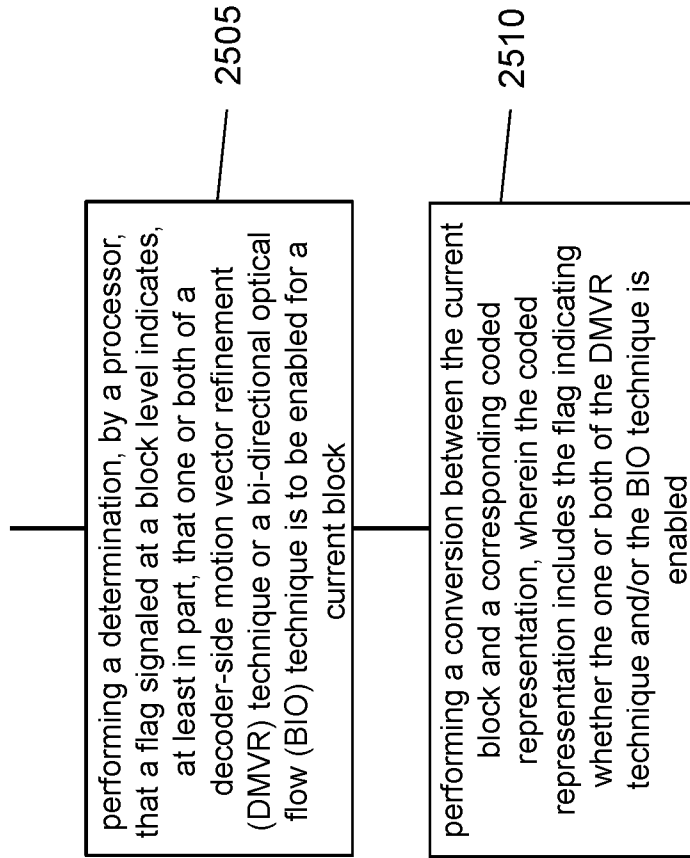 performing a determination, by a processor,
that a flag signaled at a block level indicates,
at least in part, that one or both of a
decoder-side motion vector refinement
(DMVR) technique or a bi-directional optical
flow (BIO) technique is to be enabled for a
current block
2505
performing a conversion between the current
block and a corresponding coded
representation, wherein the coded
representation includes the flag indicating
whether the one or both of the DMVR
technique and/or the BIO technique is
enabled
2510